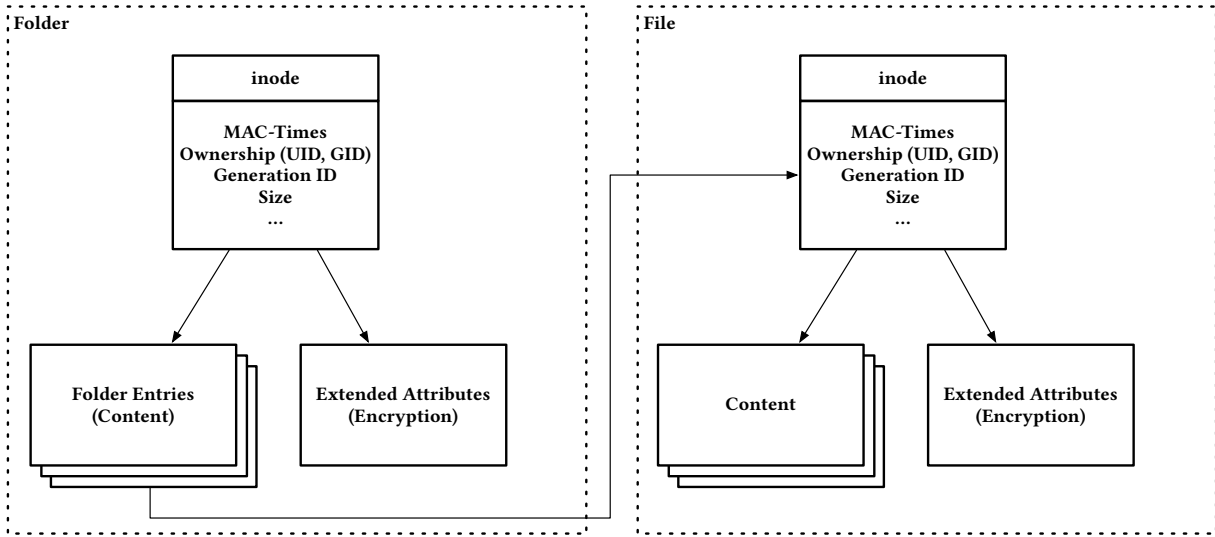 Folder
inode
MAC-Times
Ownership (UID, GID)
Generation ID
Size
...
Folder Entries
(Content)
Extended Attributes
(Encryption)
File
inode
MAC-Times
Ownership (UID, GID)
Generation ID
Size
...
Content
Extended Attributes
(Encryption)